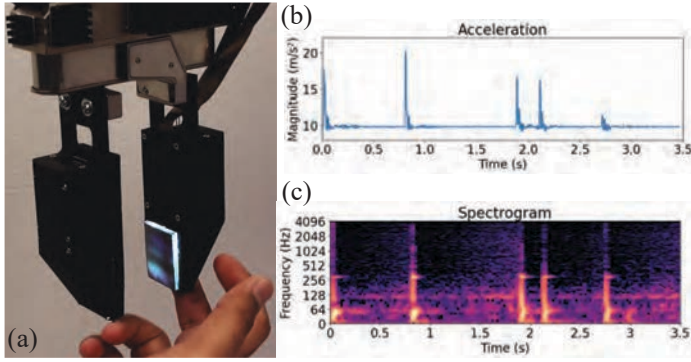 (a)
(b)
Acceleration
Magnitude (m/s²)
20
15
10
0.0 0.5 1.0 1.5 2.0 2.5 3.0 3.5
Time (s)
(c)
Spectrogram
Frequency (Hz)
4096
2048
1024
512
256
128
64
0
0 0.5 1 1.5 2 2.5 3 3.5
Time (s)